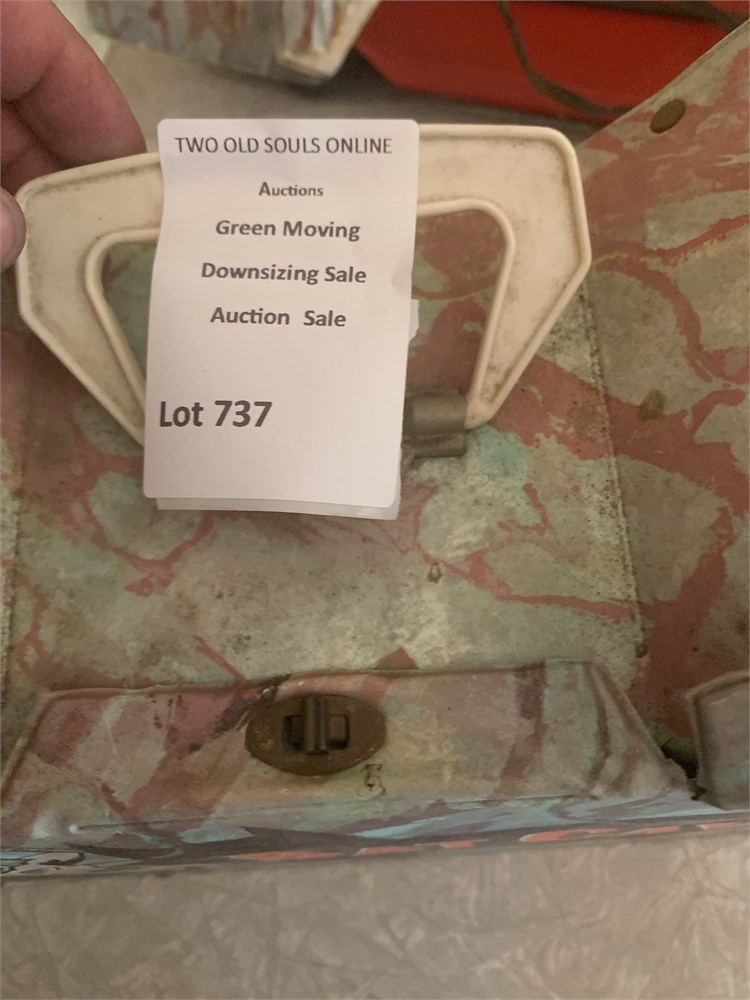 TWO OLD SOULS ONLINE
Auctions
Green Moving
Downsizing Sale
Auction Sale
Lot 737